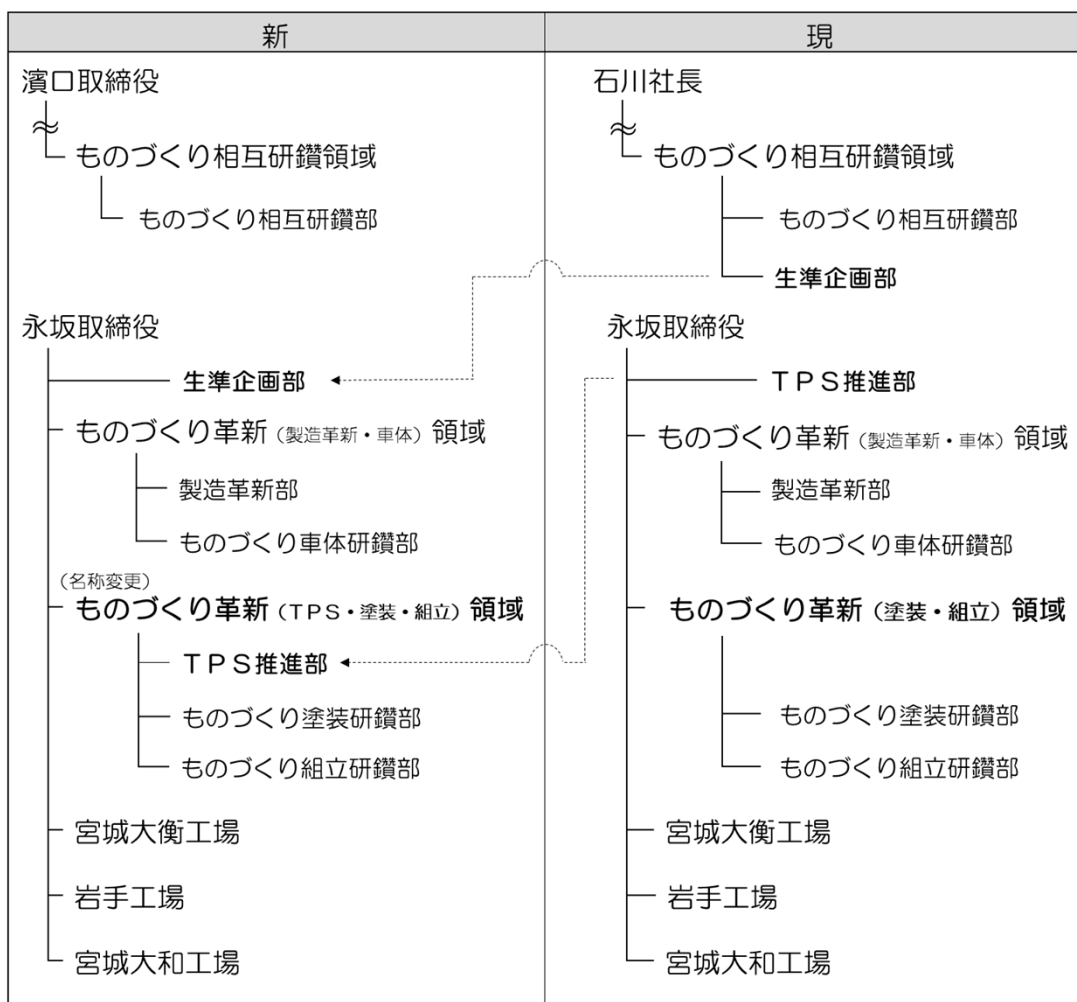 新
濱口取締役
ものづくり相互研鑽領域
ものづくり相互研鑽部
永坂取締役
生準企画部
ものづくり革新（製造革新・車体）領域
製造革新部
ものづくり車体研鑽部
（名称変更）
ものづくり革新（TPS・塗装・組立）領域
ＴＰＳ推進部
ものづくり塗装研鑽部
ものづくり組立研鑽部
宮城大衡工場
岩手工場
宮城大和工場
現
石川社長
ものづくり相互研鑽領域
ものづくり相互研鑽部
生準企画部
永坂取締役
ＴＰＳ推進部
ものづくり革新（製造革新・車体）領域
製造革新部
ものづくり車体研鑽部
ものづくり革新（塗装・組立）領域
ものづくり塗装研鑽部
ものづくり組立研鑽部
宮城大衡工場
岩手工場
宮城大和工場